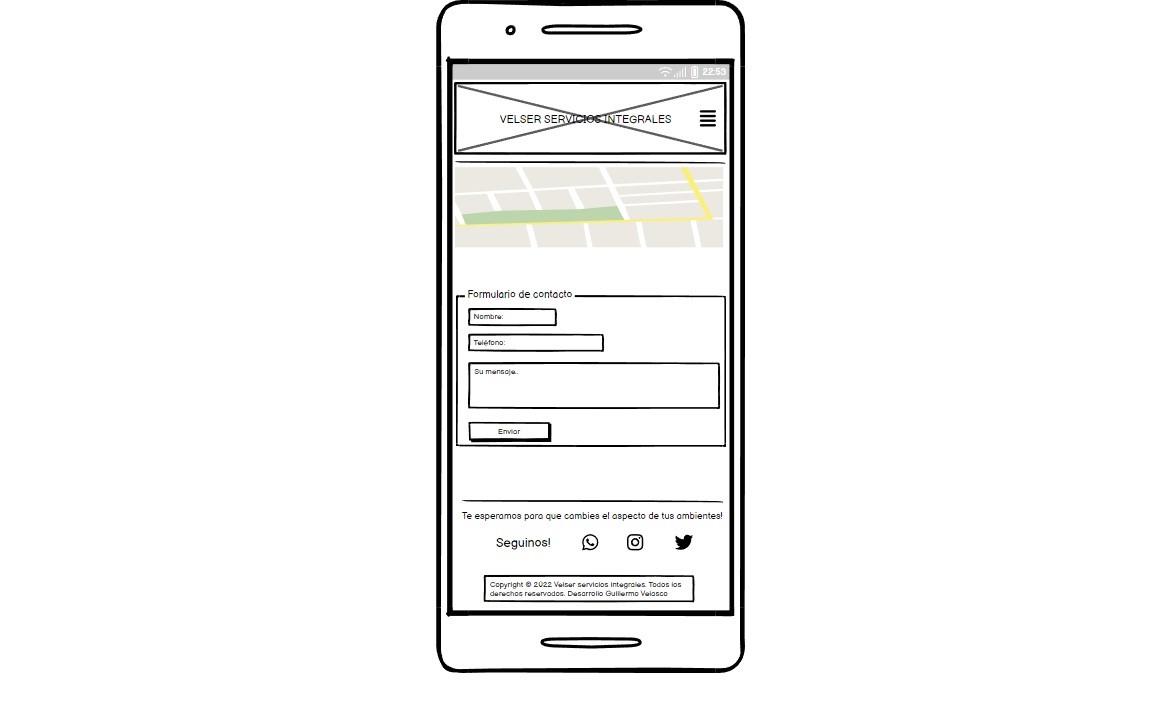 22:53
VELSER SERVICIOS INTEGRALES
Formulario de contacto
Nombre:
Teléfono:
Su mensaje..
Enviar
Te esperamos para que cambies el aspecto de tus ambientes!
Seguinos!
Copyright © 2022 Velser servicios integrales. Todos los
derechos reservados. Desarrollo Guillermo Velasco